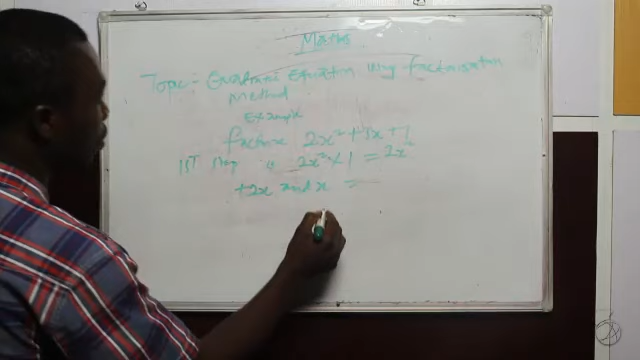 Maths
Topic:- Quadratic Equation using factorisation
Method
Example
factorise 2x² + 3x + 1
1ST Step is 2x² × 1 = 2x²
+2x and x =